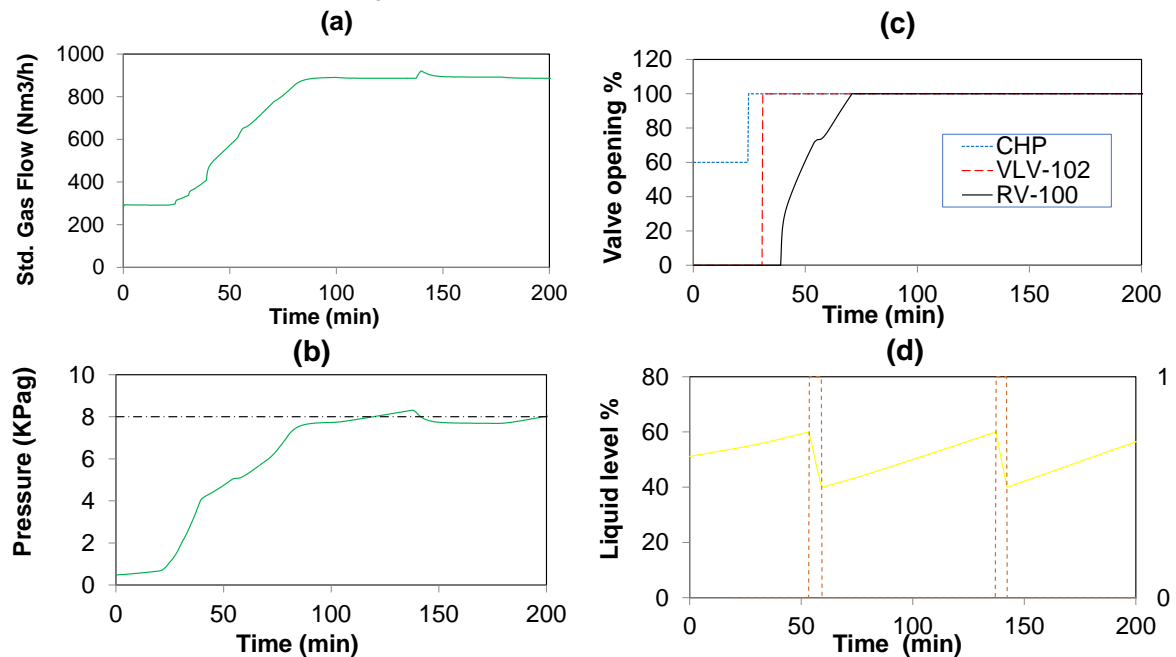 (a)
Std. Gas Flow (Nm3/h)
1000
800
600
400
200
0
0 50 100 150 200
Time (min)
(c)
Valve opening %
120
100
80
60
40
20
0
CHP
VLV-102
RV-100
0 50 100 150 200
Time (min)
(b)
Pressure (KPag)
10
8
6
4
2
0
0 50 100 150 200
Time (min)
(d)
Liquid level %
80
60
40
20
0
1
0
0 50 100 150 200
Time (min)